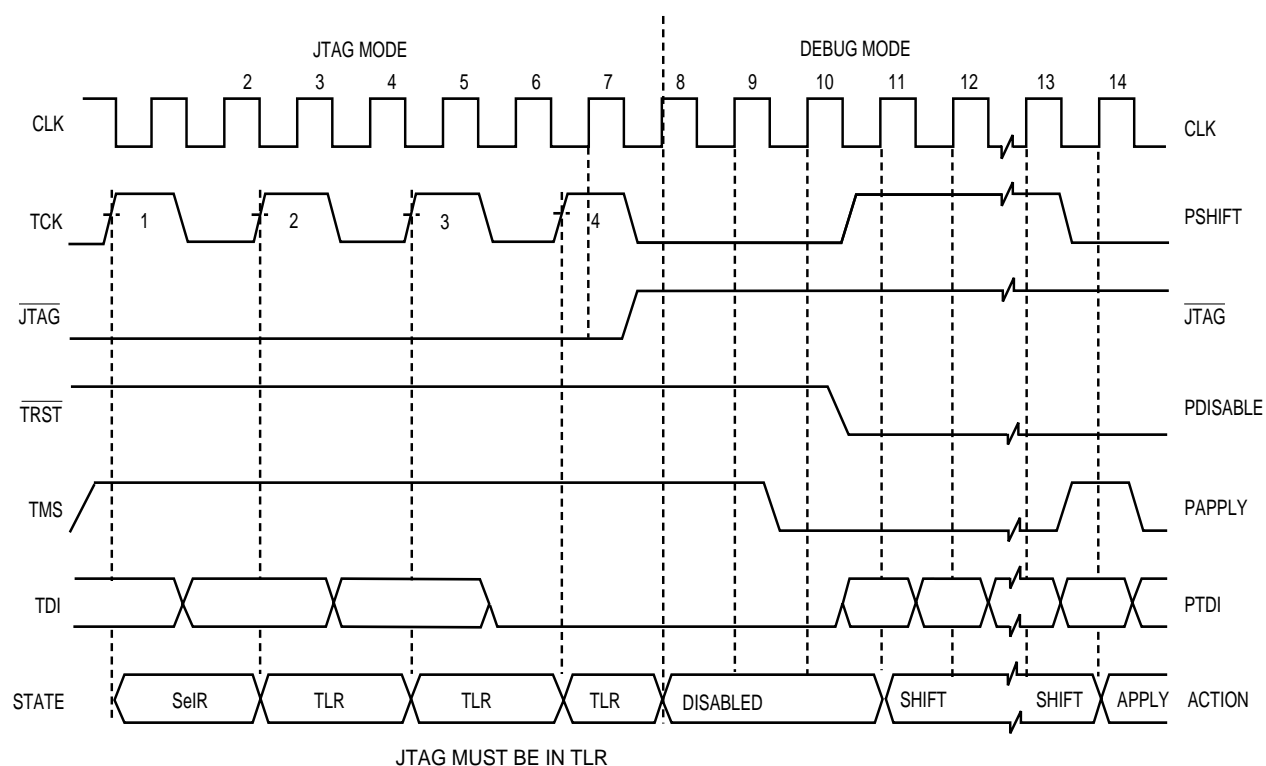 JTAG MODE DEBUG MODE
2 3 4 5 6 7 8 9 10 11 12 13 14
CLK CLK
TCK 1 2 3 4 PSHIFT
JTAG JTAG
TRST PDISABLE
TMS PAPPLY
TDI PTDI
STATE SelR TLR TLR TLR DISABLED SHIFT SHIFT APPLY ACTION
JTAG MUST BE IN TLR